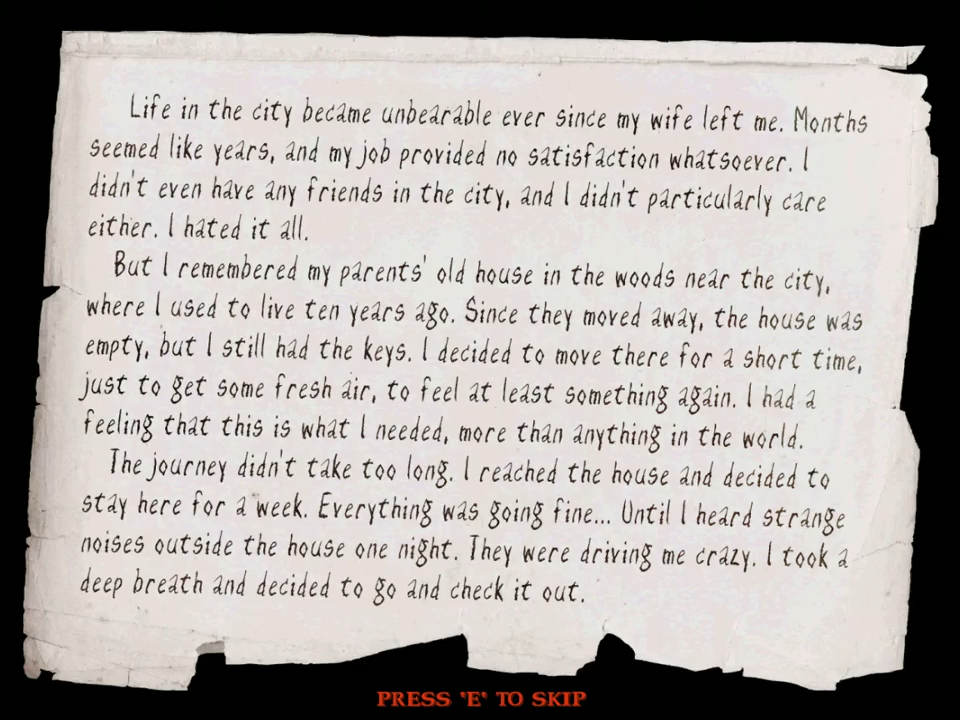 Life in the city became unbearable ever since my wife left me. Months
seemed like years, and my job provided no satisfaction whatsoever. I
didn't even have any friends in the city, and I didn't particularly care
either. I hated it all.
But I remembered my parents' old house in the woods near the city,
where I used to live ten years ago. Since they moved away, the house was
empty, but I still had the keys. I decided to move there for a short time,
just to get some fresh air, to feel at least something again. I had a
feeling that this is what I needed, more than anything in the world.
The journey didn't take too long. I reached the house and decided to
stay here for a week. Everything was going fine... Until I heard strange
noises outside the house one night. They were driving me crazy. I took a
deep breath and decided to go and check it out.
PRESS 'E' TO SKIP